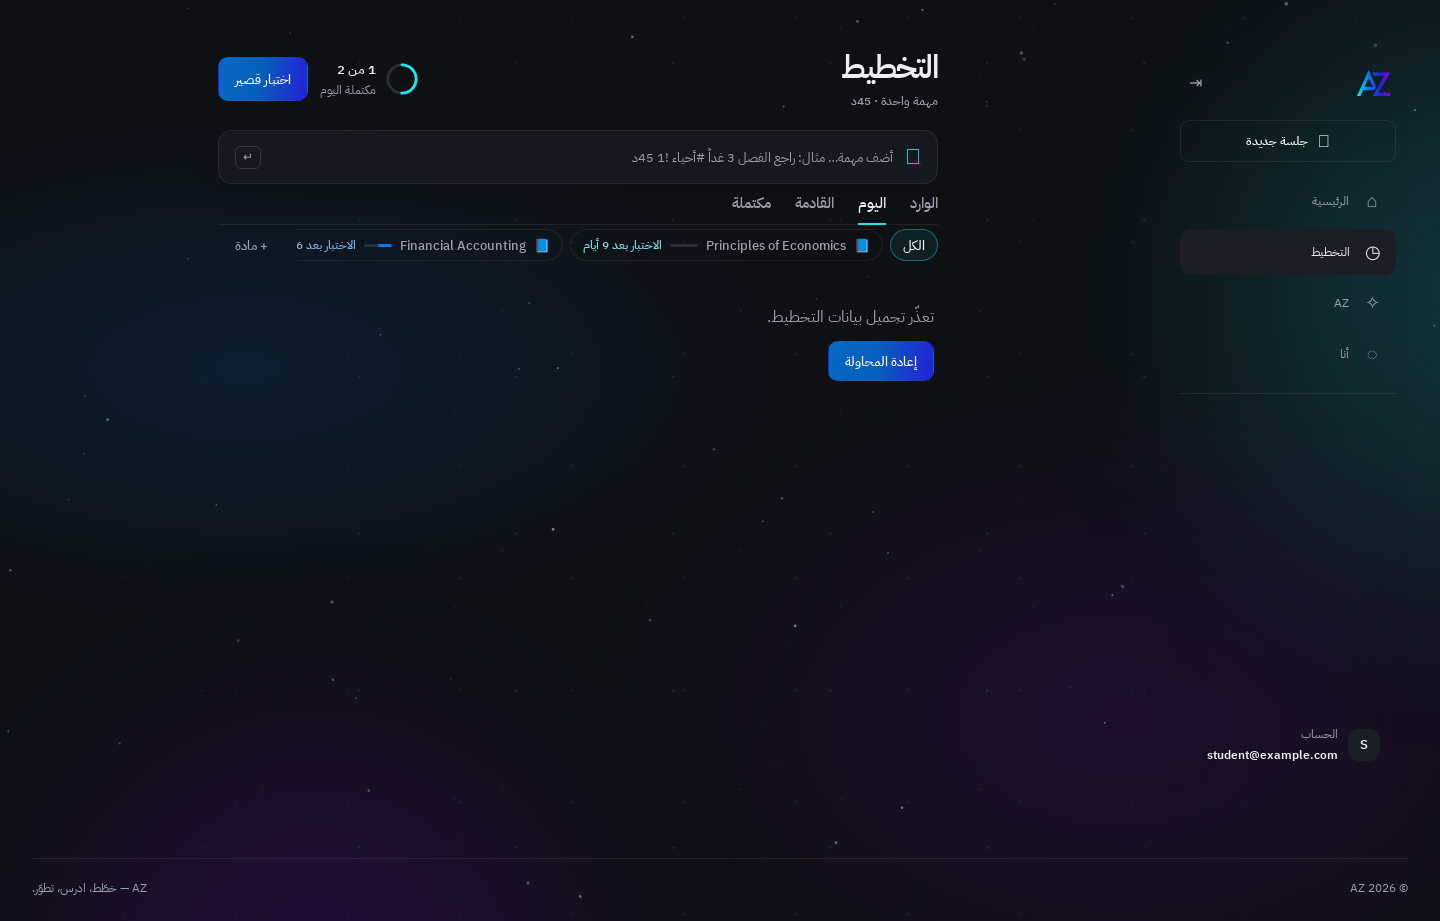 AZ
⇥
جلسة جديدة
الرئيسية
التخطيط
AZ
أنا
التخطيط
مهمة واحدة · 45د
1 من 2
مكتملة اليوم
اختبار قصير
أضف مهمة... مثال: راجع الفصل 3 غداً #أحياء !1 45د
↵
الوارد
اليوم
القادمة
مكتملة
الكل
Principles of Economics الاختبار بعد 9 أيام
Financial Accounting الاختبار بعد 6
+ مادة
تعذّر تحميل بيانات التخطيط.
إعادة المحاولة
S
الحساب
student@example.com
© 2026 AZ
AZ — خطّط، ادرس، تطوّر.